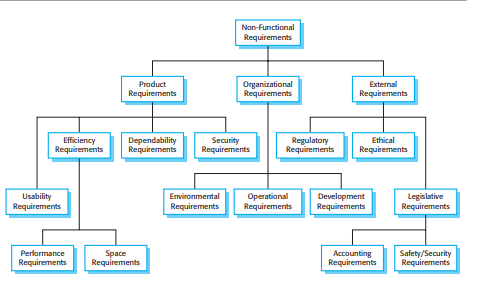 Non-Functional
Requirements
Product
Requirements
Organizational
Requirements
External
Requirements
Efficiency
Requirements
Dependability
Requirements
Security
Requirements
Regulatory
Requirements
Ethical
Requirements
Usability
Requirements
Environmental
Requirements
Operational
Requirements
Development
Requirements
Legislative
Requirements
Performance
Requirements
Space
Requirements
Accounting
Requirements
Safety/Security
Requirements